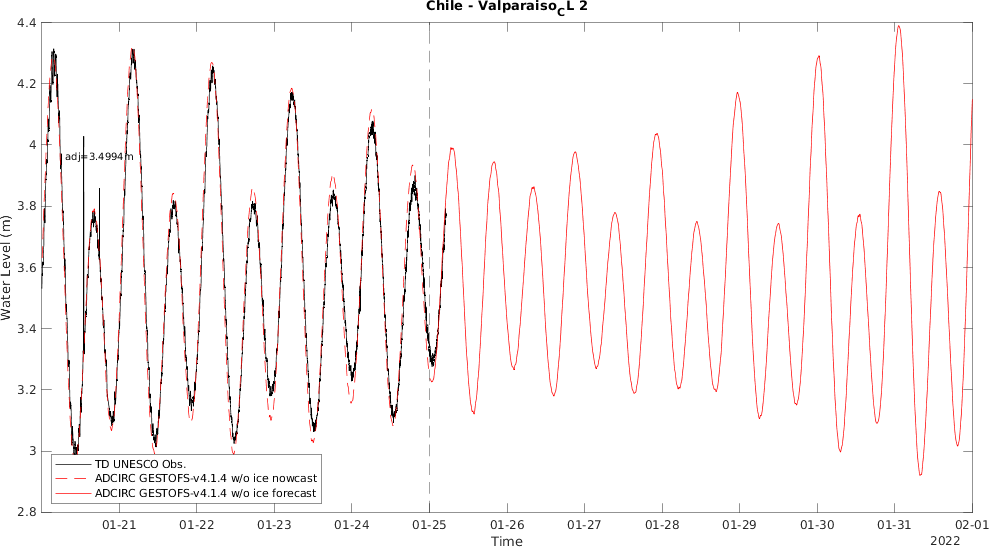 Chile - ValparaisoCL 2
4.4
4.2
4
3.8
3.6
3.4
3.2
3
2.8
Water Level (m)
adj=3.4994m
TD UNESCO Obs.
ADCIRC GESTOFS-v4.1.4 w/o ice nowcast
ADCIRC GESTOFS-v4.1.4 w/o ice forecast
01-21 01-22 01-23 01-24 01-25 01-26 01-27 01-28 01-29 01-30 01-31 02-01
Time
2022